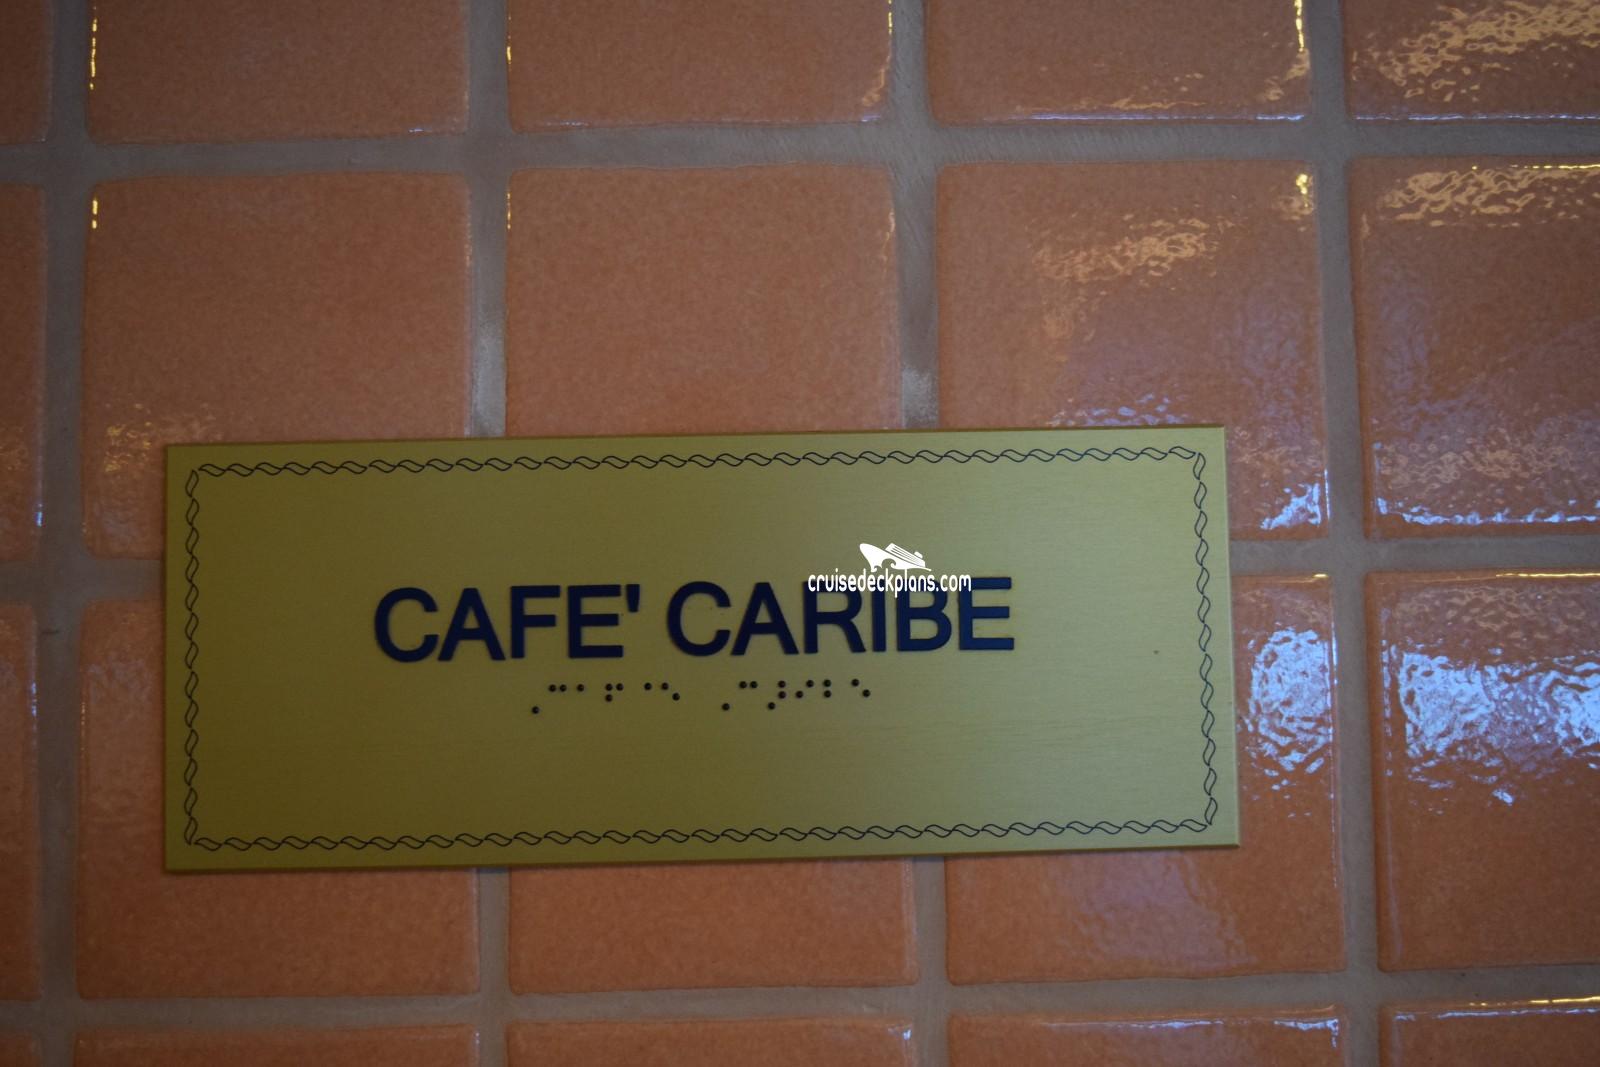 cruisedeckplans.com
CAFE' CARIBE
⠠⠉⠁⠋⠑ ⠠⠉⠜⠊⠃⠑